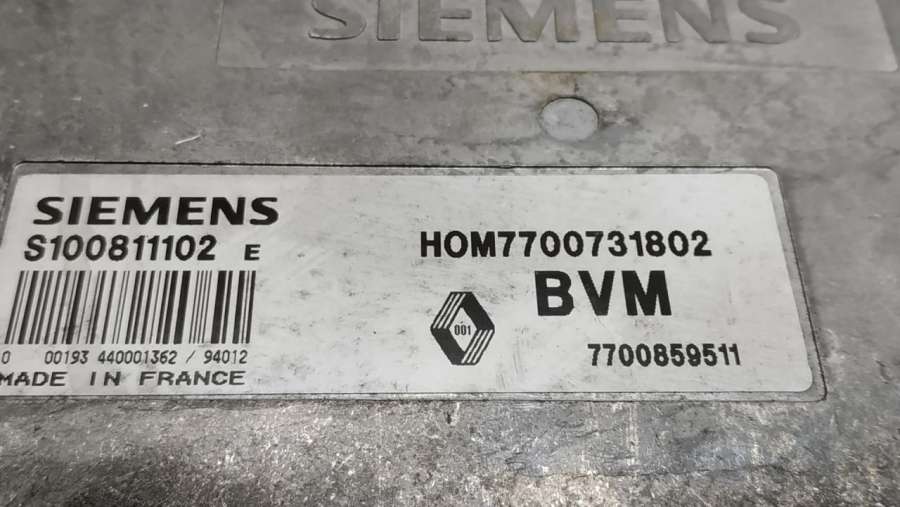 SIEMENS
SIEMENS
S100811102 E
HOM7700731802
BVM
001
7700859511
0 00193 440001362 / 94012
MADE IN FRANCE